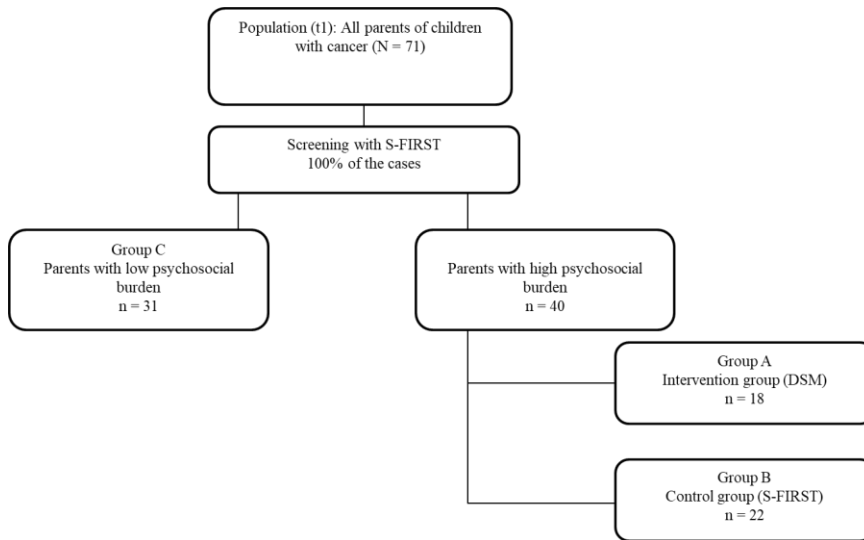 Population (t1): All parents of children
with cancer (N = 71)
Screening with S-FIRST
100% of the cases
Group C
Parents with low psychosocial
burden
n = 31
Parents with high psychosocial
burden
n = 40
Group A
Intervention group (DSM)
n = 18
Group B
Control group (S-FIRST)
n = 22